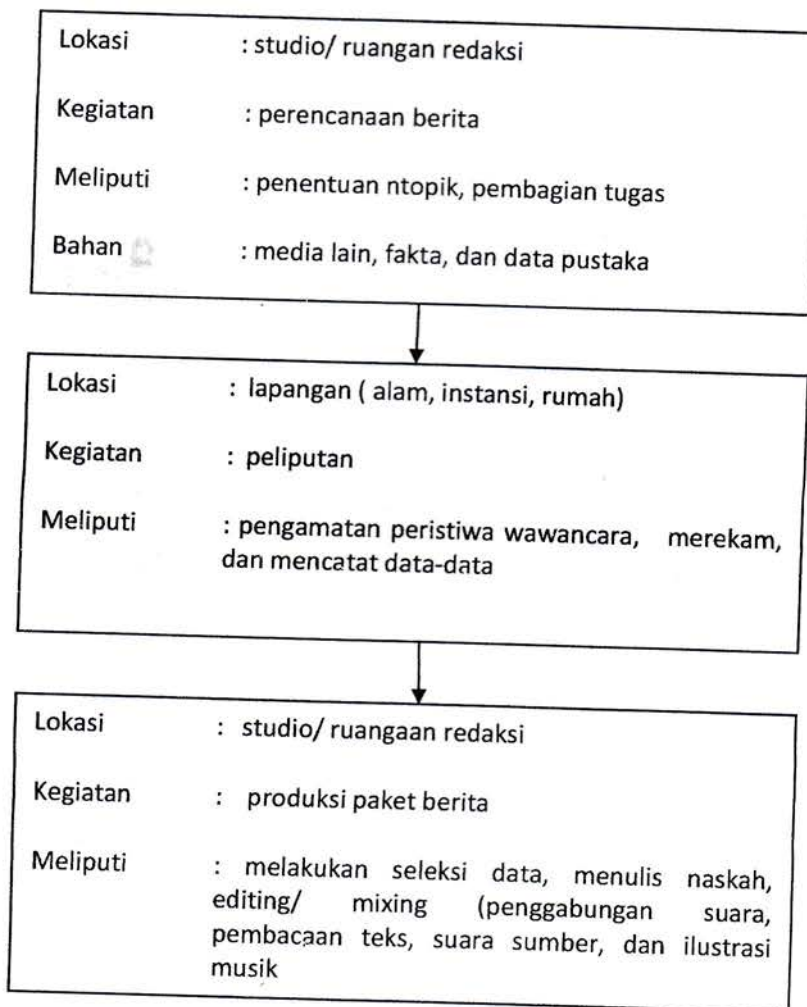 Lokasi : studio/ ruangan redaksi
Kegiatan : perencanaan berita
Meliputi : penentuan ntopik, pembagian tugas
Bahan : media lain, fakta, dan data pustaka
Lokasi : lapangan ( alam, instansi, rumah)
Kegiatan : peliputan
Meliputi : pengamatan peristiwa wawancara, merekam,
dan mencatat data-data
Lokasi : studio/ ruangaan redaksi
Kegiatan : produksi paket berita
Meliputi : melakukan seleksi data, menulis naskah,
editing/ mixing (penggabungan suara,
pembacaan teks, suara sumber, dan ilustrasi
musik